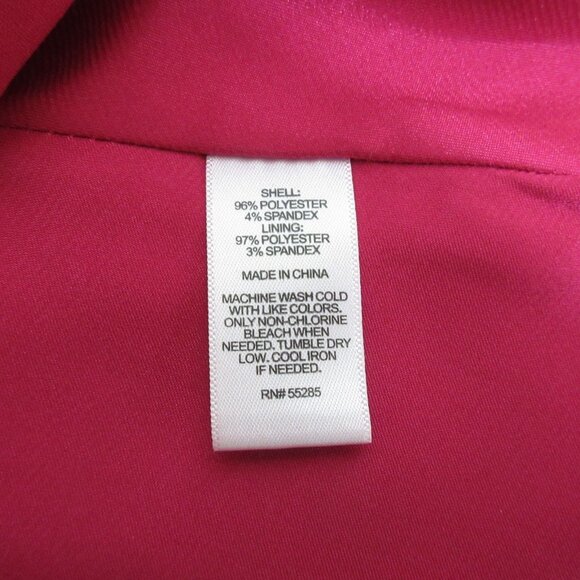 SHELL:
96% POLYESTER
4% SPANDEX
LINING:
97% POLYESTER
3% SPANDEX
MADE IN CHINA
MACHINE WASH COLD
WITH LIKE COLORS.
ONLY NON-CHLORINE
BLEACH WHEN
NEEDED. TUMBLE DRY
LOW. COOL IRON
IF NEEDED.
RN# 55285